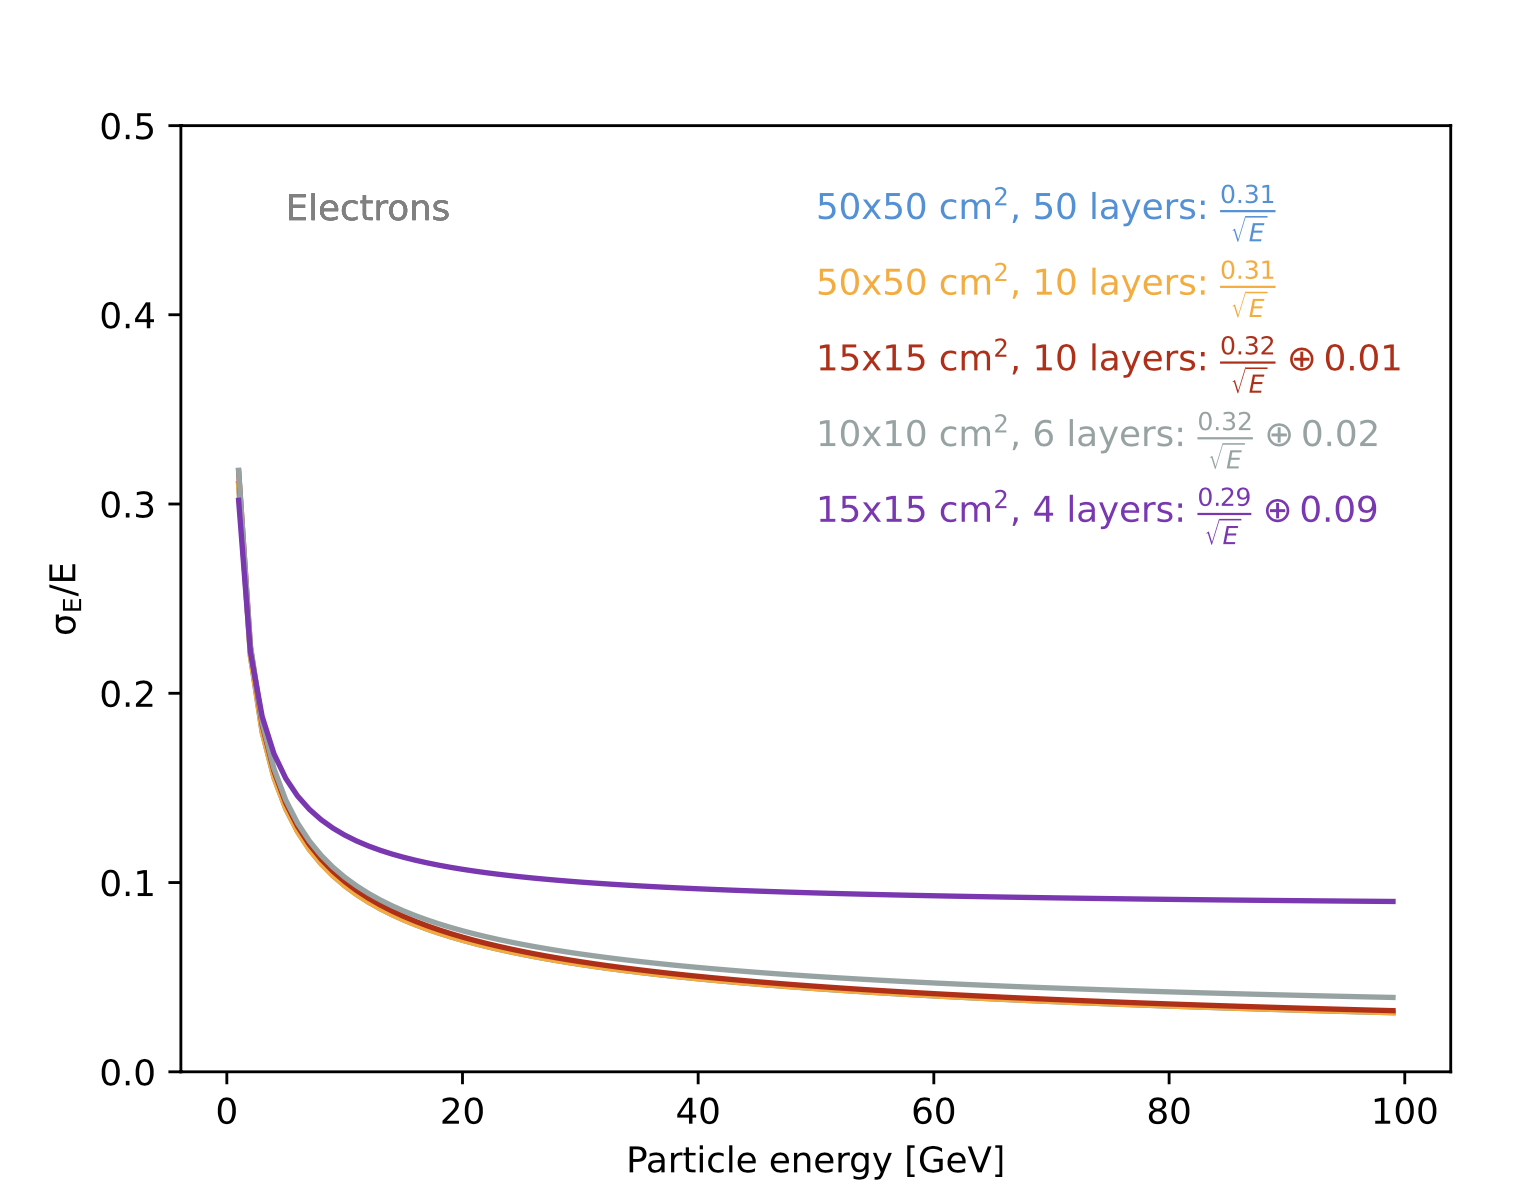 0.5
Electrons
50x50 cm², 50 layers: 0.31/√E
50x50 cm², 10 layers: 0.31/√E
15x15 cm², 10 layers: 0.32/√E ⊕ 0.01
10x10 cm², 6 layers: 0.32/√E ⊕ 0.02
15x15 cm², 4 layers: 0.29/√E ⊕ 0.09
0.4
0.3
0.2
0.1
0.0
σ_E/E
0 20 40 60 80 100
Particle energy [GeV]